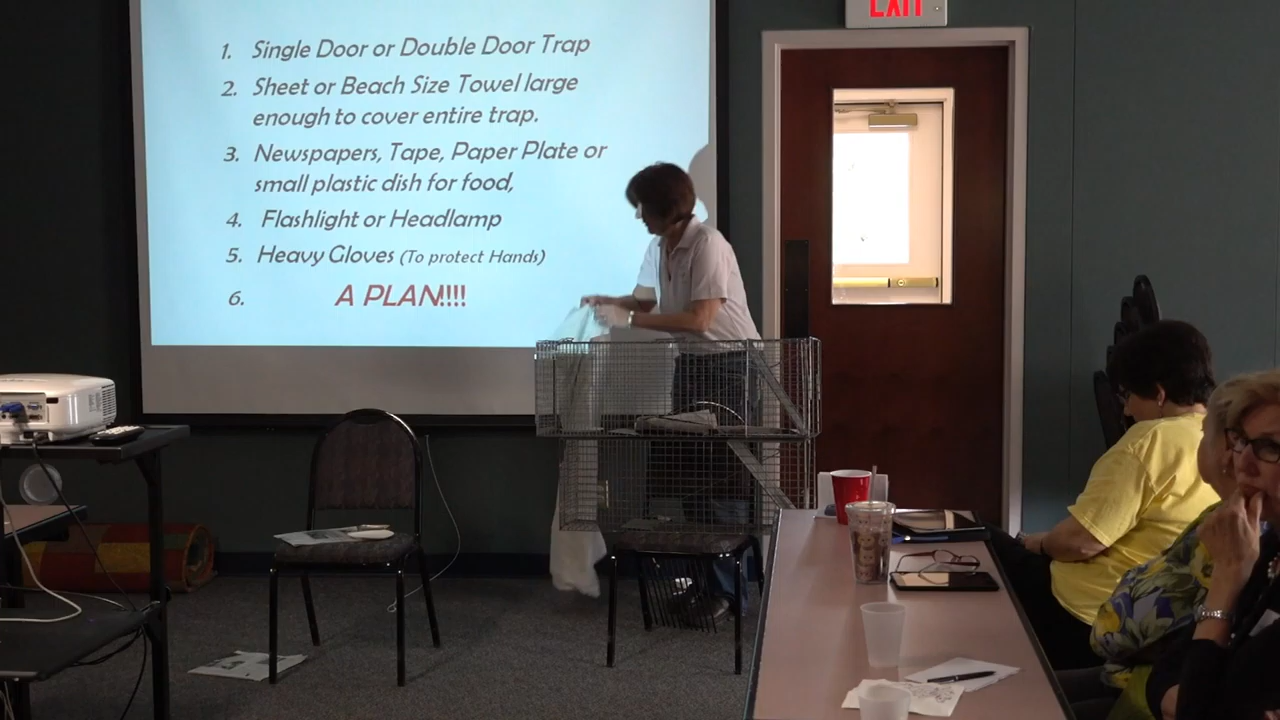 EXIT
1. Single Door or Double Door Trap
2. Sheet or Beach Size Towel large
enough to cover entire trap.
3. Newspapers, Tape, Paper Plate or
small plastic dish for food,
4. Flashlight or Headlamp
5. Heavy Gloves (To protect Hands)
6. A PLAN!!!!